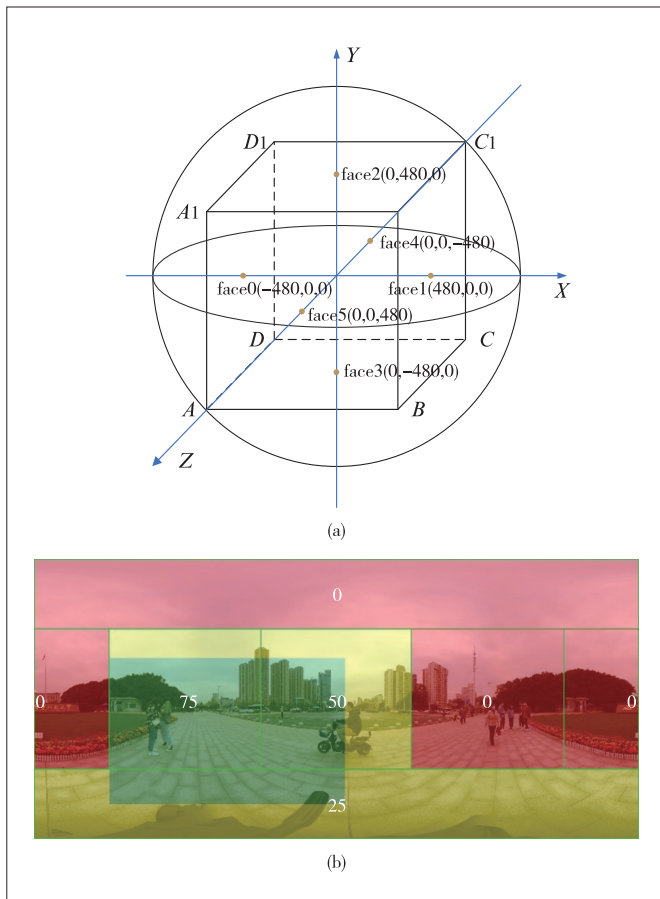 Y
D1
C1
face2(0,480,0)
A1
face4(0,0,−480)
face0(−480,0,0)
face1(480,0,0)
X
face5(0,0,480)
D
C
face3(0,−480,0)
A
B
Z
(a)
0
0 75 50 0 0
25
(b)